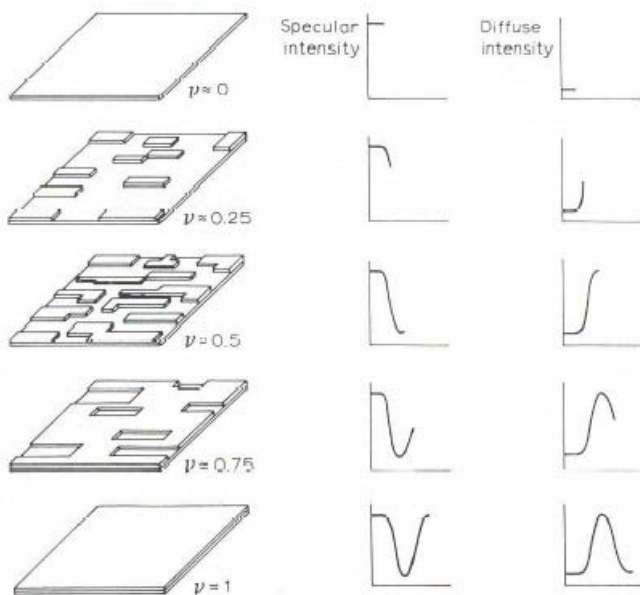 Specular
intensity
Diffuse
intensity
ν ≈ 0
ν ≈ 0.25
ν ≃ 0.5
ν ≃ 0.75
ν = 1